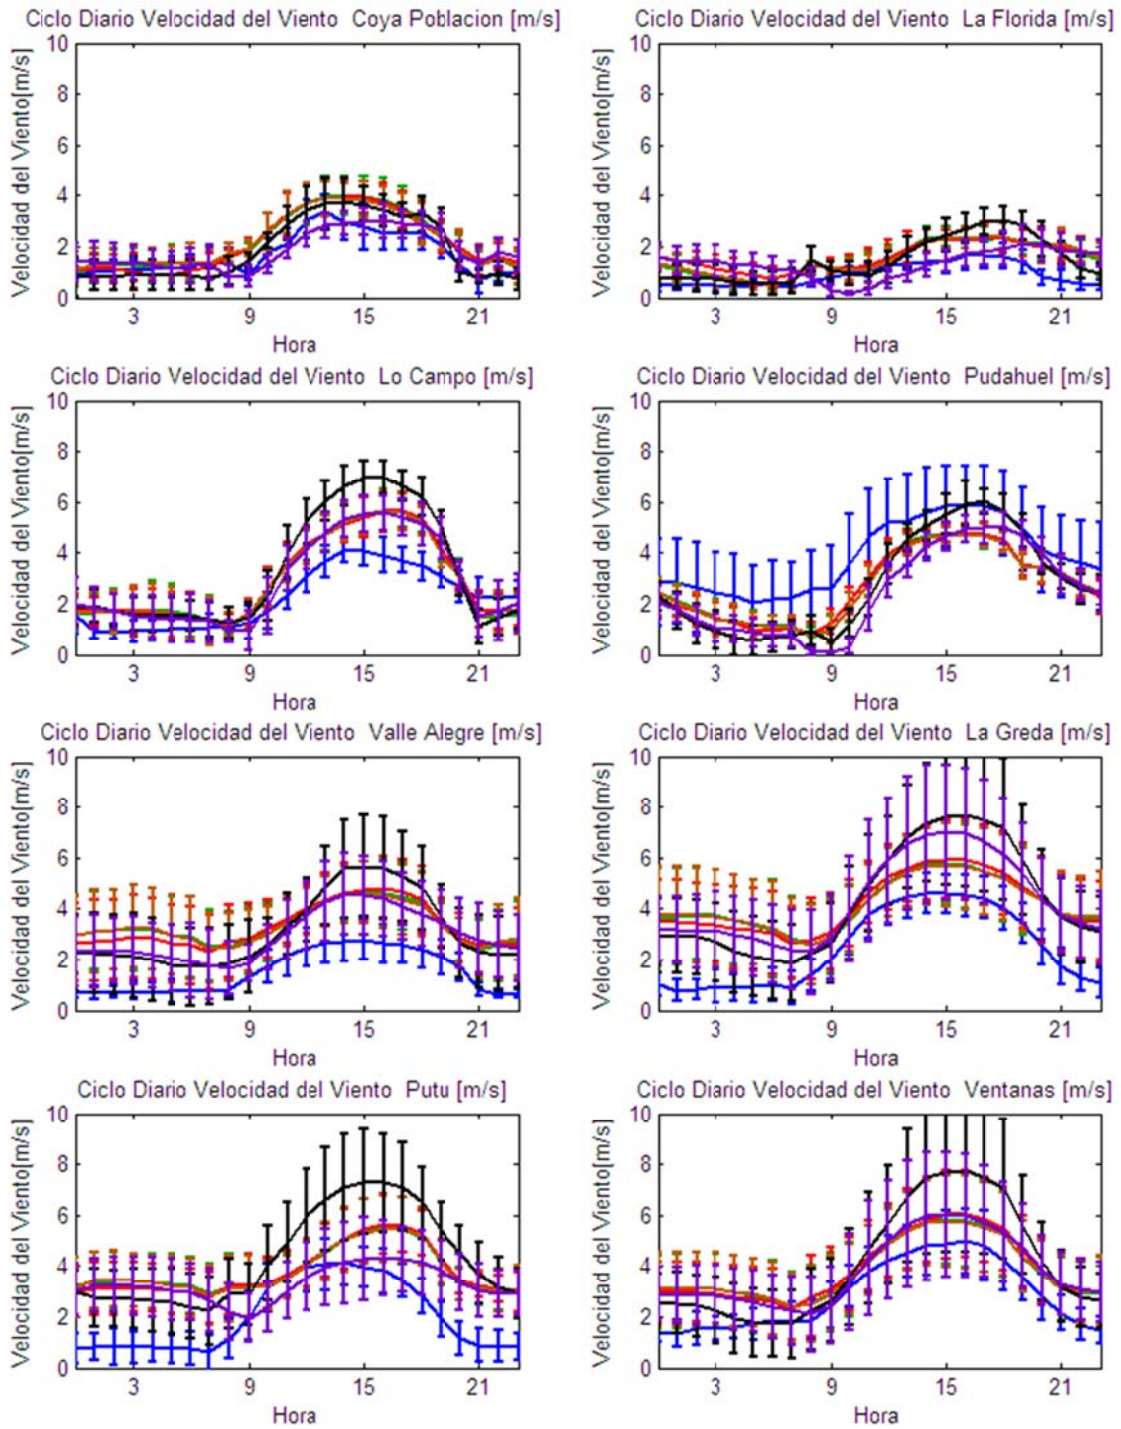 Ciclo Diario Velocidad del Viento Coya Poblacion [m/s]
Velocidad del Viento[m/s]
10
8
6
4
2
0
3 9 15 21
Hora
Ciclo Diario Velocidad del Viento La Florida [m/s]
Velocidad del Viento[m/s]
10
8
6
4
2
0
3 9 15 21
Hora
Ciclo Diario Velocidad del Viento Lo Campo [m/s]
Velocidad del Viento[m/s]
10
8
6
4
2
0
3 9 15 21
Hora
Ciclo Diario Velocidad del Viento Pudahuel [m/s]
Velocidad del Viento[m/s]
10
8
6
4
2
0
3 9 15 21
Hora
Ciclo Diario Velocidad del Viento Valle Alegre [m/s]
Velocidad del Viento[m/s]
10
8
6
4
2
0
3 9 15 21
Hora
Ciclo Diario Velocidad del Viento La Greda [m/s]
Velocidad del Viento[m/s]
10
8
6
4
2
0
3 9 15 21
Hora
Ciclo Diario Velocidad del Viento Putu [m/s]
Velocidad del Viento[m/s]
10
8
6
4
2
0
3 9 15 21
Hora
Ciclo Diario Velocidad del Viento Ventanas [m/s]
Velocidad del Viento[m/s]
10
8
6
4
2
0
3 9 15 21
Hora